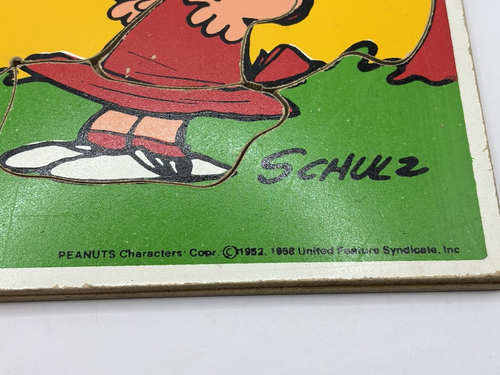 SCHULZ
PEANUTS Characters: Copr. ©1952, 1958 United Feature Syndicate, Inc